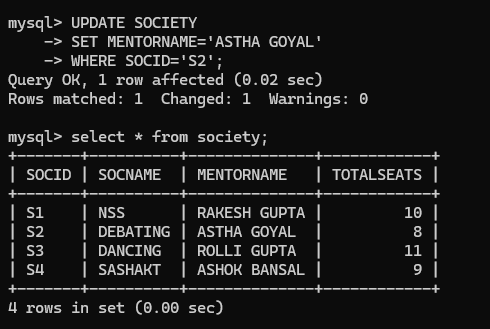 mysql> UPDATE SOCIETY
    -> SET MENTORNAME='ASTHA GOYAL'
    -> WHERE SOCID='S2';
Query OK, 1 row affected (0.02 sec)
Rows matched: 1  Changed: 1  Warnings: 0

mysql> select * from society;
+-------+----------+--------------+------------+
| SOCID | SOCNAME  | MENTORNAME   | TOTALSEATS |
+-------+----------+--------------+------------+
| S1    | NSS      | RAKESH GUPTA |         10 |
| S2    | DEBATING | ASTHA GOYAL  |          8 |
| S3    | DANCING  | ROLLI GUPTA  |         11 |
| S4    | SASHAKT  | ASHOK BANSAL |          9 |
+-------+----------+--------------+------------+
4 rows in set (0.00 sec)